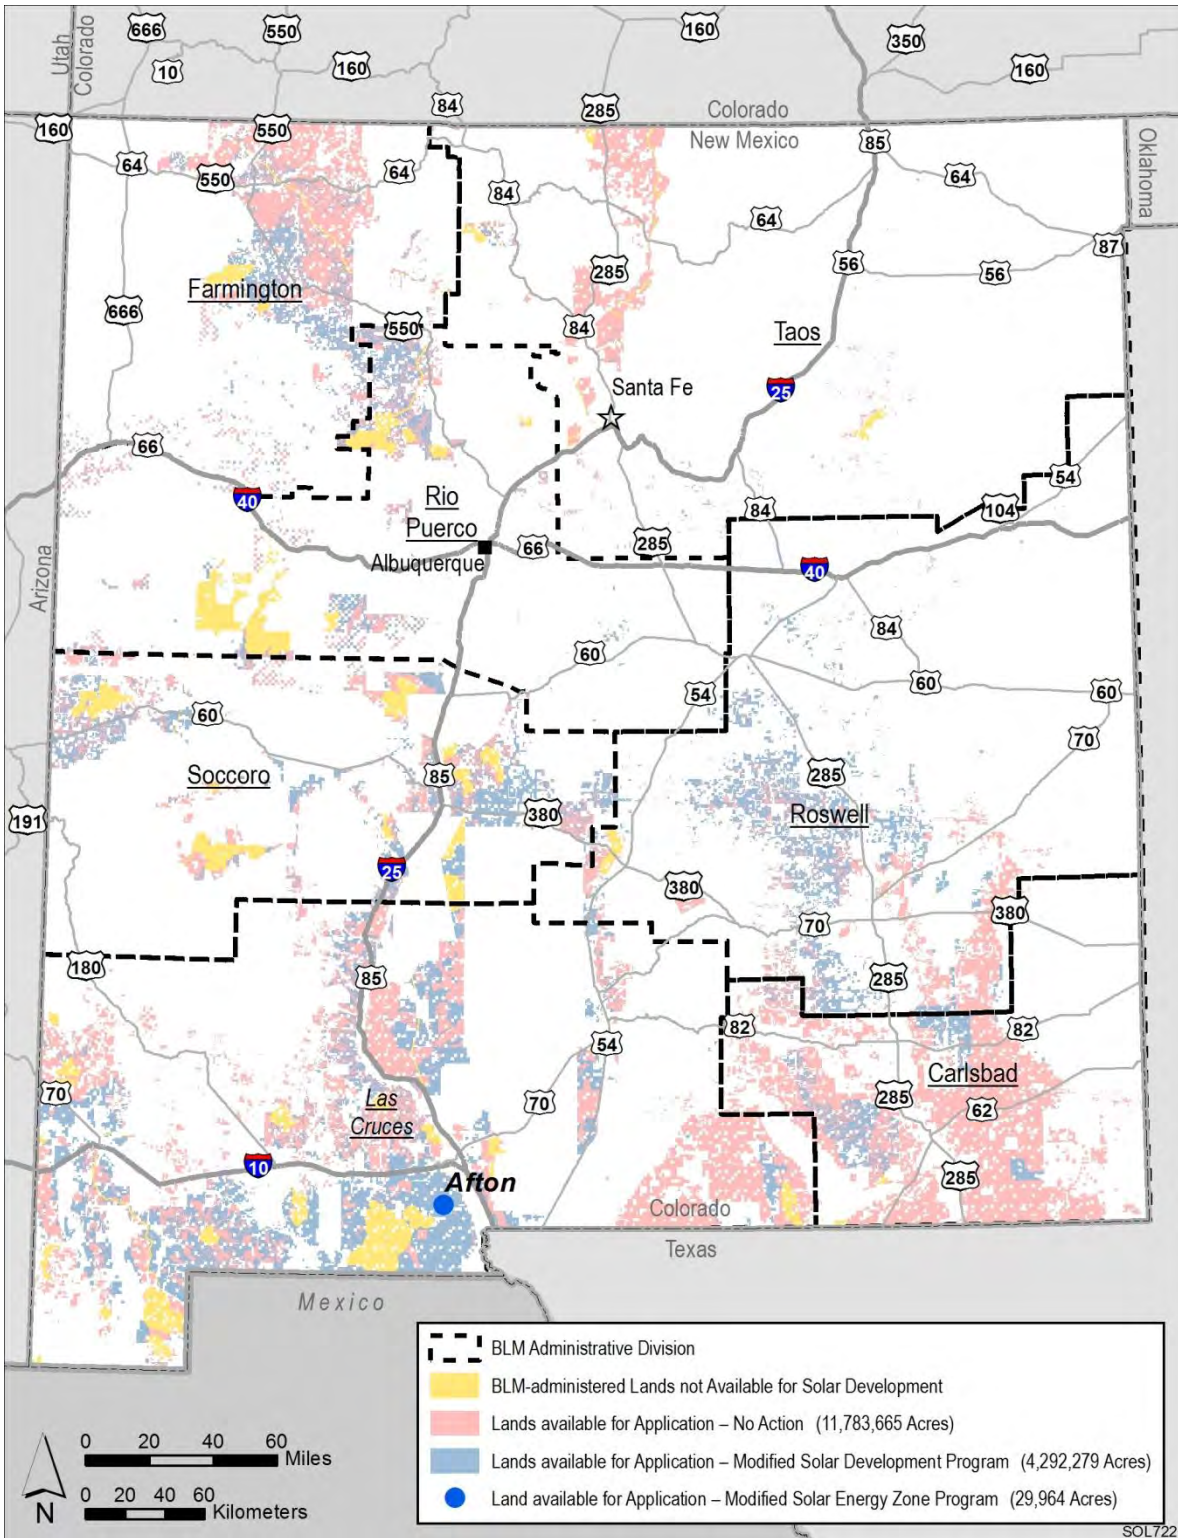 666
550
160
350
Utah
Colorado
10
160
160
84
285
Colorado
160
550
New Mexico
85
Oklahoma
64
550
64
84
64
64
87
285
56
56
Farmington
666
550
84
Taos
Santa Fe
25
66
54
40
Rio
Puerco
104
84
Albuquerque
66
285
40
Arizona
84
60
60
54
60
60
70
Soccoro
85
285
380
Roswell
191
25
380
380
70
180
85
285
54
82
82
Carlsbad
70
Las
Cruces
70
285
62
10
Afton
285
Colorado
Texas
Mexico
BLM Administrative Division
BLM-administered Lands not Available for Solar Development
Lands available for Application – No Action (11,783,665 Acres)
Lands available for Application – Modified Solar Development Program (4,292,279 Acres)
Land available for Application – Modified Solar Energy Zone Program (29,964 Acres)
N
0 20 40 60
Miles
0 20 40 60
Kilometers
SOL722